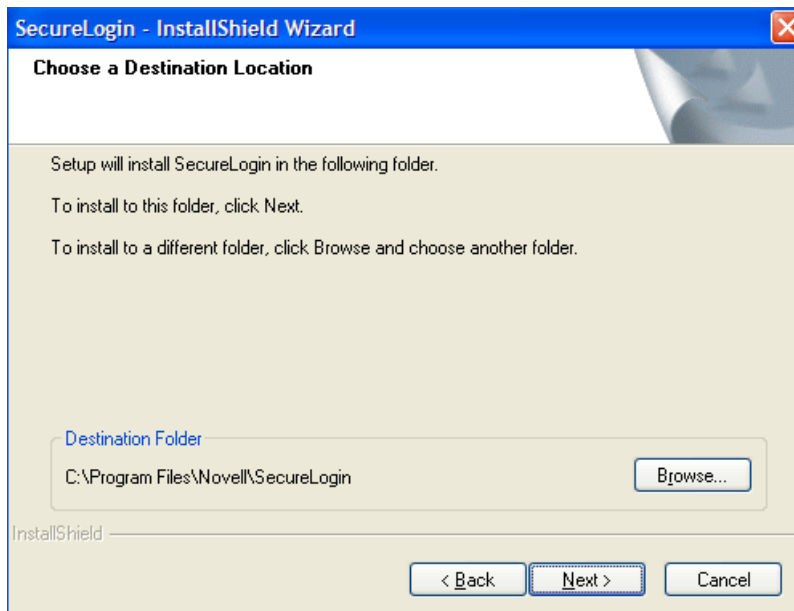 SecureLogin - InstallShield Wizard
Choose a Destination Location
Setup will install SecureLogin in the following folder.
To install to this folder, click Next.
To install to a different folder, click Browse and choose another folder.
Destination Folder
C:\Program Files\Novell\SecureLogin
Browse...
InstallShield
< Back
Next >
Cancel